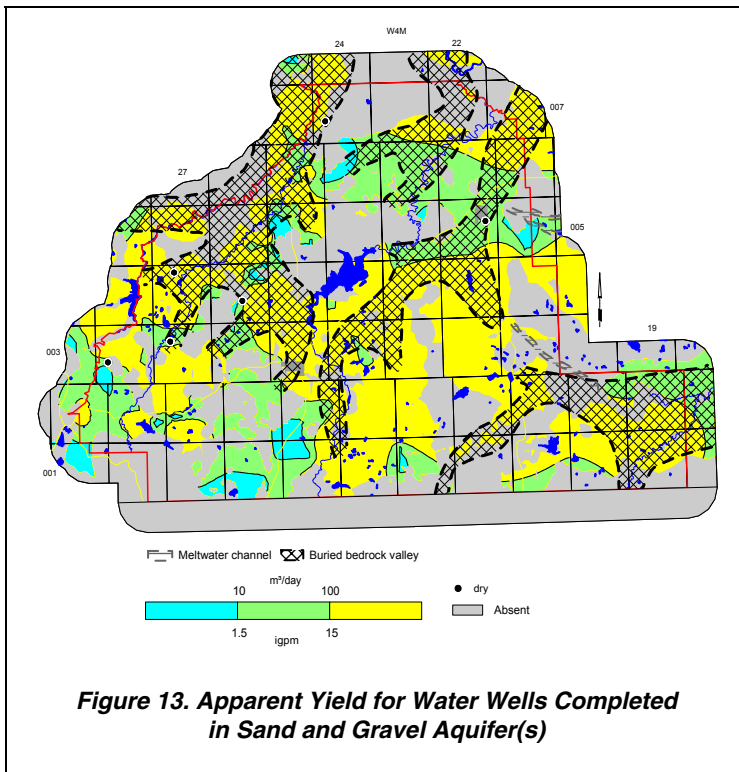 W4M
24
22
007
27
005
19
003
001
Meltwater channel
Buried bedrock valley
m³/day
10
100
dry
Absent
1.5
15
igpm
Figure 13. Apparent Yield for Water Wells Completed
in Sand and Gravel Aquifer(s)